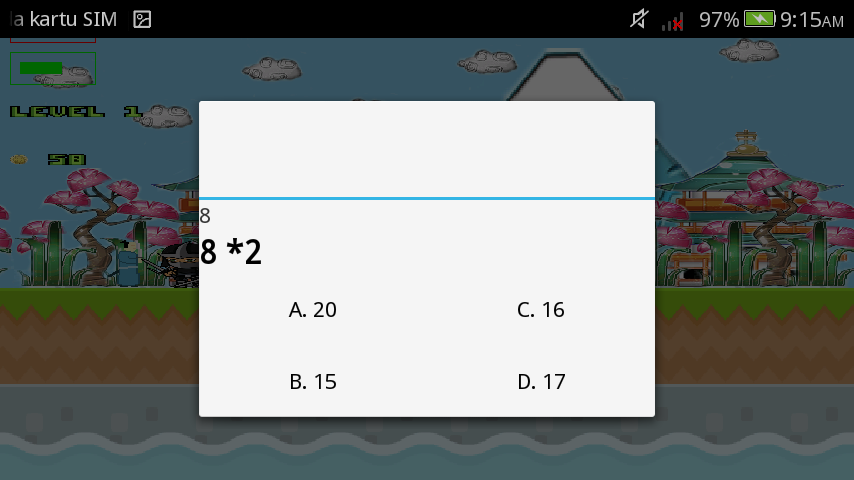 a kartu SIM 97% 9:15AM
LEVEL 1
50
8
8 *2
A. 20 C. 16
B. 15 D. 17